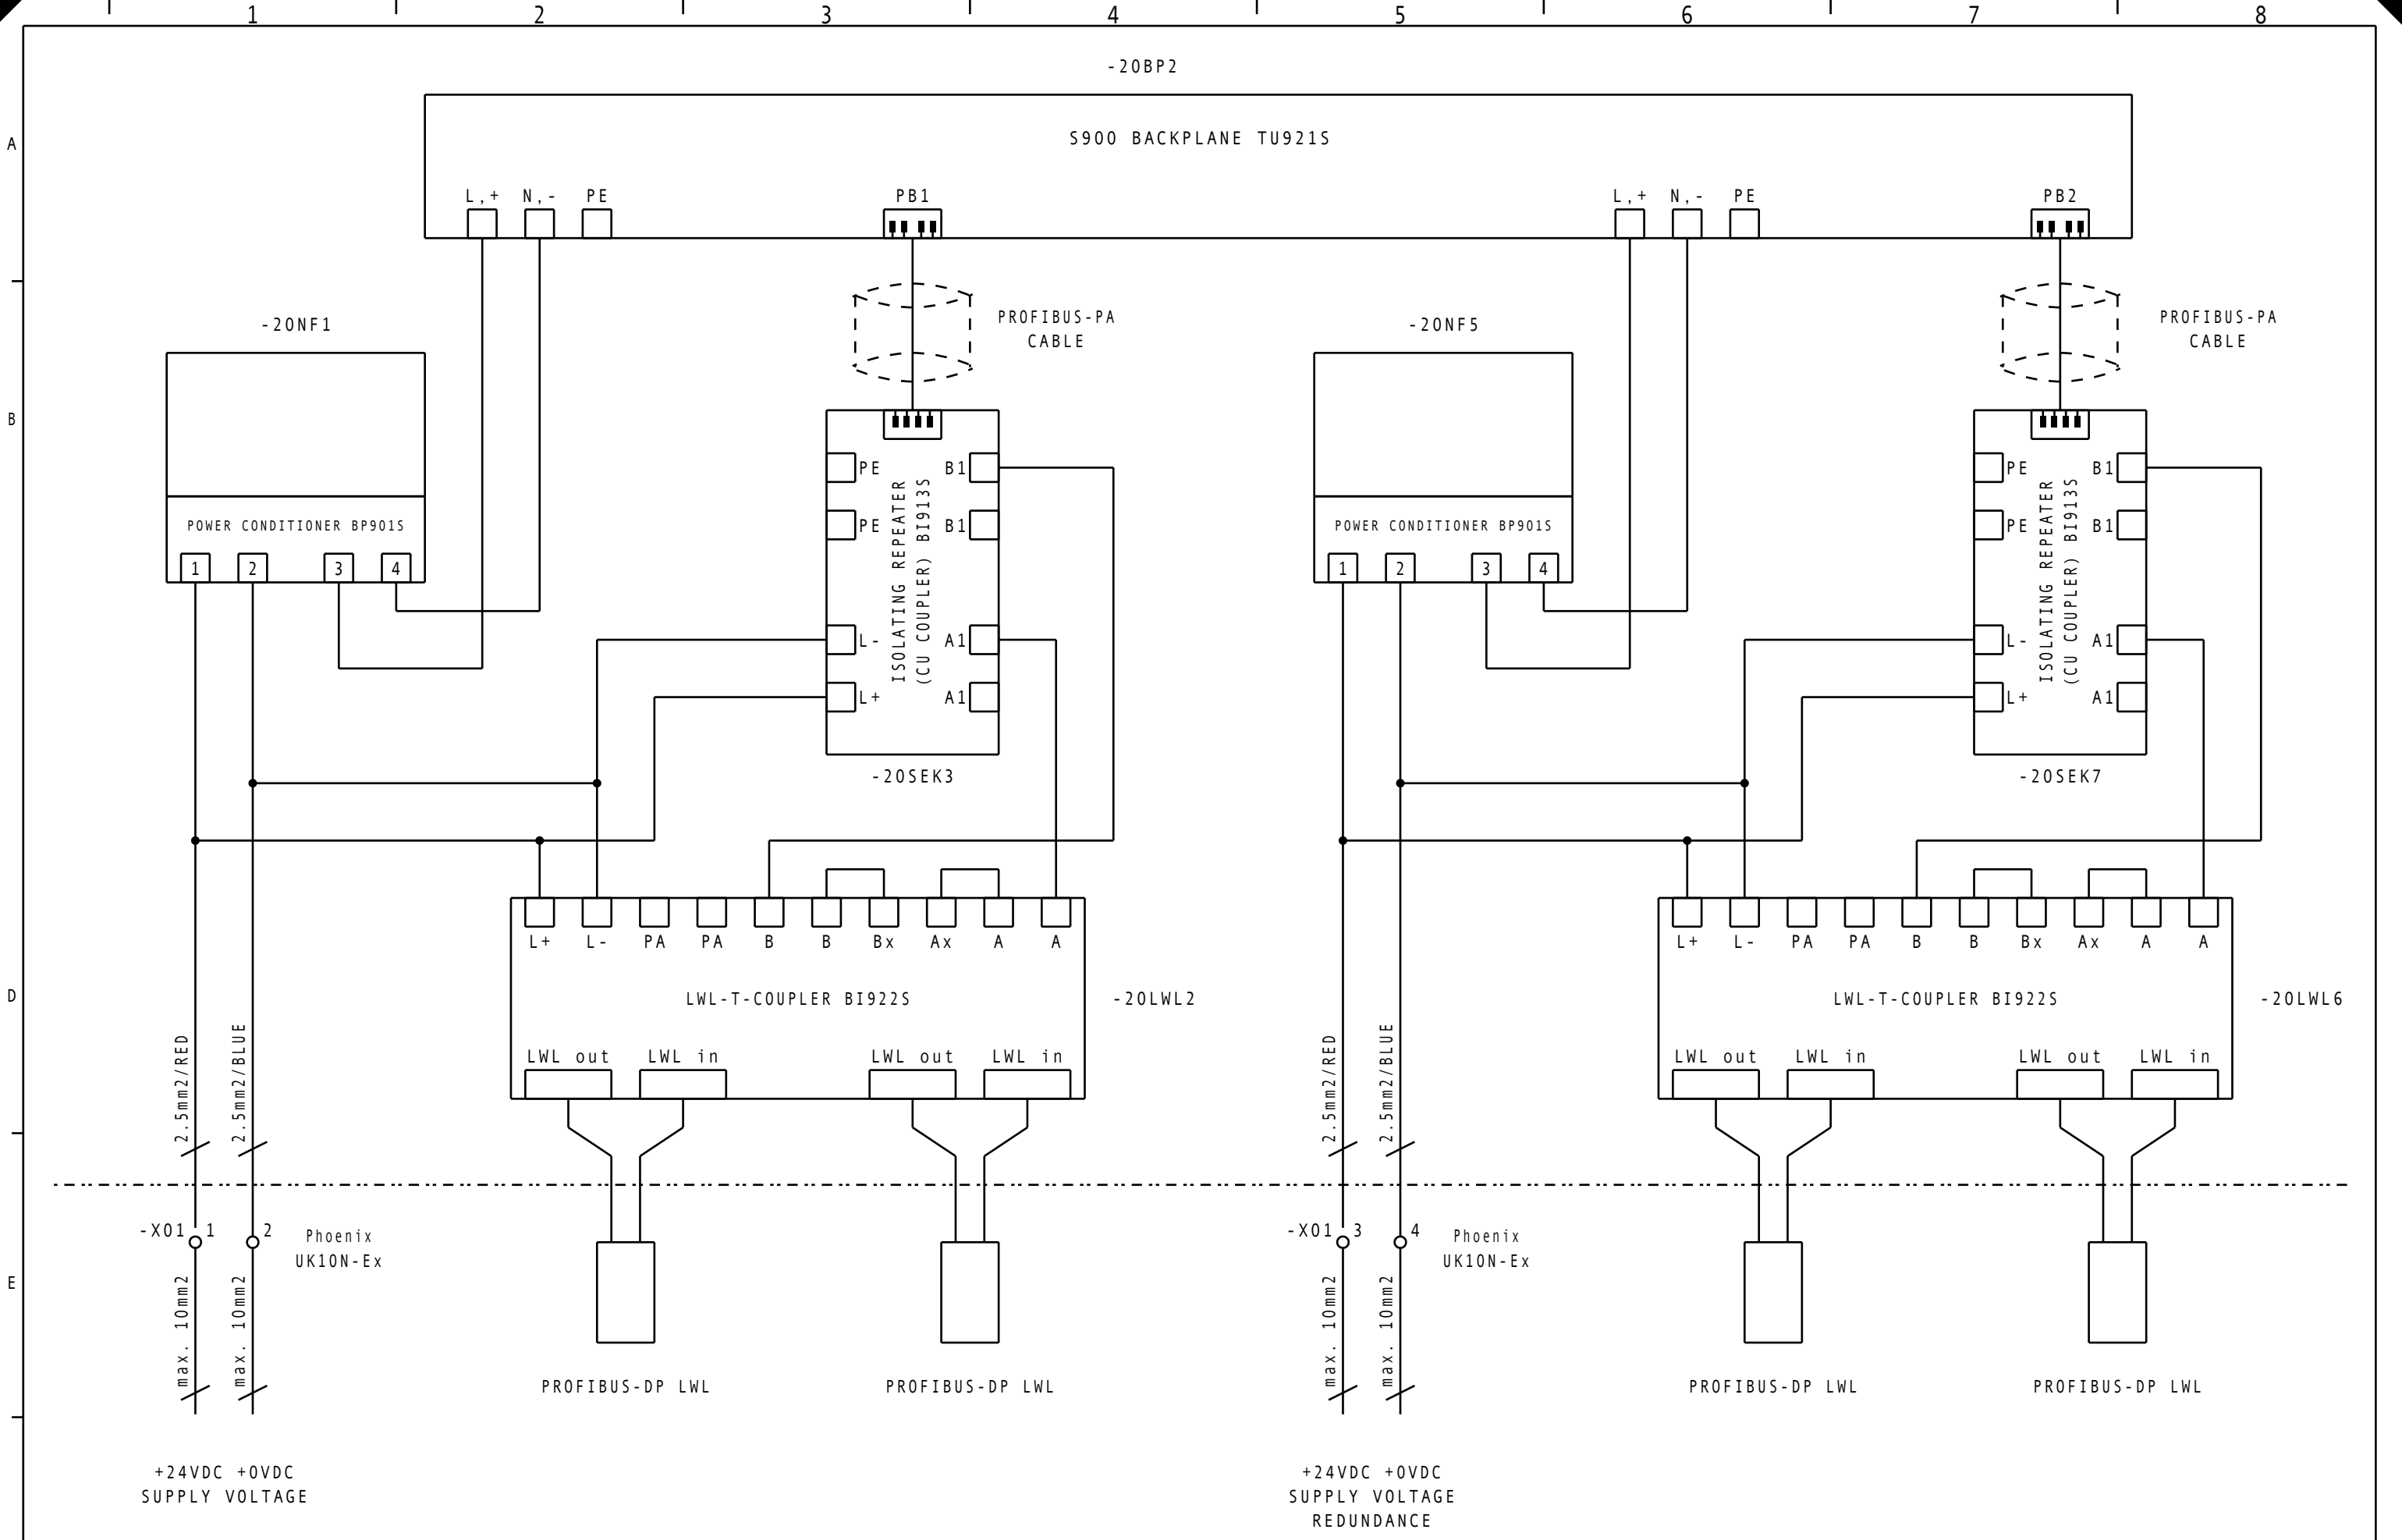 1 2 3 4 5 6 7 8
-20BP2
A
S900 BACKPLANE TU921S
L,+ N,- PE PB1 L,+ N,- PE PB2
-20NF1
PROFIBUS-PA
CABLE
-20NF5
PROFIBUS-PA
CABLE
B
POWER CONDITIONER BP901S
1 2 3 4
PE B1
PE B1
L- A1
L+ A1
ISOLATING REPEATER
(CU COUPLER) BI913S
-20SEK3
POWER CONDITIONER BP901S
1 2 3 4
PE B1
PE B1
L- A1
L+ A1
ISOLATING REPEATER
(CU COUPLER) BI913S
-20SEK7
L+ L- PA PA B B Bx Ax A A
LWL-T-COUPLER BI922S
-20LWL2
LWL out LWL in LWL out LWL in
L+ L- PA PA B B Bx Ax A A
LWL-T-COUPLER BI922S
-20LWL6
LWL out LWL in LWL out LWL in
D
2.5mm2/RED
2.5mm2/BLUE
2.5mm2/RED
2.5mm2/BLUE
-X01 1 2
Phoenix
UK10N-Ex
-X01 3 4
Phoenix
UK10N-Ex
E
max. 10mm2
max. 10mm2
max. 10mm2
max. 10mm2
PROFIBUS-DP LWL
PROFIBUS-DP LWL
PROFIBUS-DP LWL
PROFIBUS-DP LWL
+24VDC +0VDC
SUPPLY VOLTAGE
+24VDC +0VDC
SUPPLY VOLTAGE
REDUNDANCE